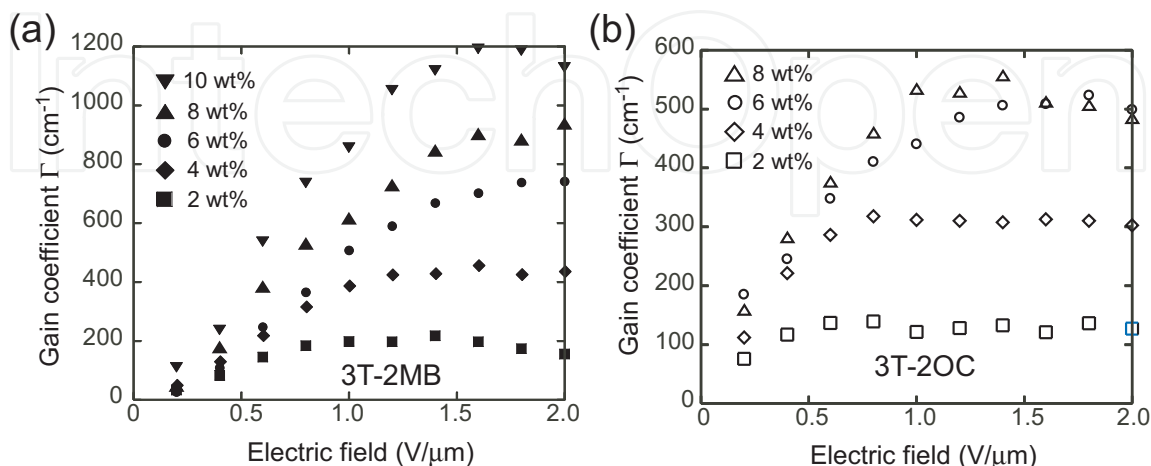 (a)
IntechOpen
1200
1000
800
600
400
200
0
Gain coefficient Γ (cm⁻¹)
10 wt%
8 wt%
6 wt%
4 wt%
2 wt%
3T-2MB
0 0.5 1.0 1.5 2.0
Electric field (V/μm)
(b)
600
500
400
300
200
100
0
Gain coefficient Γ (cm⁻¹)
8 wt%
6 wt%
4 wt%
2 wt%
3T-2OC
0 0.5 1.0 1.5 2.0
Electric field (V/μm)